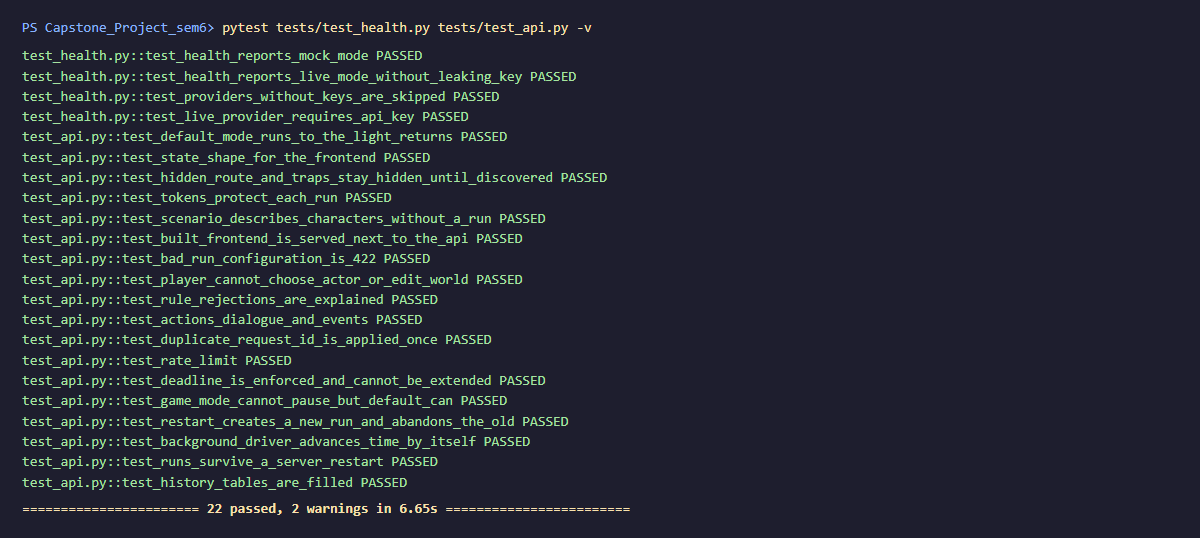 PS Capstone_Project_sem6> pytest tests/test_health.py tests/test_api.py -v
test_health.py::test_health_reports_mock_mode PASSED
test_health.py::test_health_reports_live_mode_without_leaking_key PASSED
test_health.py::test_providers_without_keys_are_skipped PASSED
test_health.py::test_live_provider_requires_api_key PASSED
test_api.py::test_default_mode_runs_to_the_light_returns PASSED
test_api.py::test_state_shape_for_the_frontend PASSED
test_api.py::test_hidden_route_and_traps_stay_hidden_until_discovered PASSED
test_api.py::test_tokens_protect_each_run PASSED
test_api.py::test_scenario_describes_characters_without_a_run PASSED
test_api.py::test_built_frontend_is_served_next_to_the_api PASSED
test_api.py::test_bad_run_configuration_is_422 PASSED
test_api.py::test_player_cannot_choose_actor_or_edit_world PASSED
test_api.py::test_rule_rejections_are_explained PASSED
test_api.py::test_actions_dialogue_and_events PASSED
test_api.py::test_duplicate_request_id_is_applied_once PASSED
test_api.py::test_rate_limit PASSED
test_api.py::test_deadline_is_enforced_and_cannot_be_extended PASSED
test_api.py::test_game_mode_cannot_pause_but_default_can PASSED
test_api.py::test_restart_creates_a_new_run_and_abandons_the_old PASSED
test_api.py::test_background_driver_advances_time_by_itself PASSED
test_api.py::test_runs_survive_a_server_restart PASSED
test_api.py::test_history_tables_are_filled PASSED
======================= 22 passed, 2 warnings in 6.65s ========================